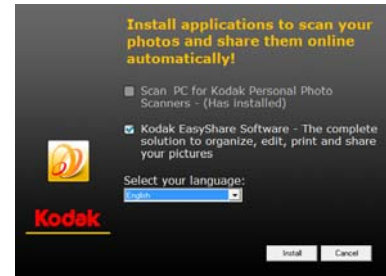 Install applications to scan your
photos and share them online
automatically!
Scan PC for Kodak Personal Photo
Scanners - (Has installed)
Kodak EasyShare Software - The complete
solution to organize, edit, print and share
your pictures
Select your language:
English
Kodak
Install Cancel